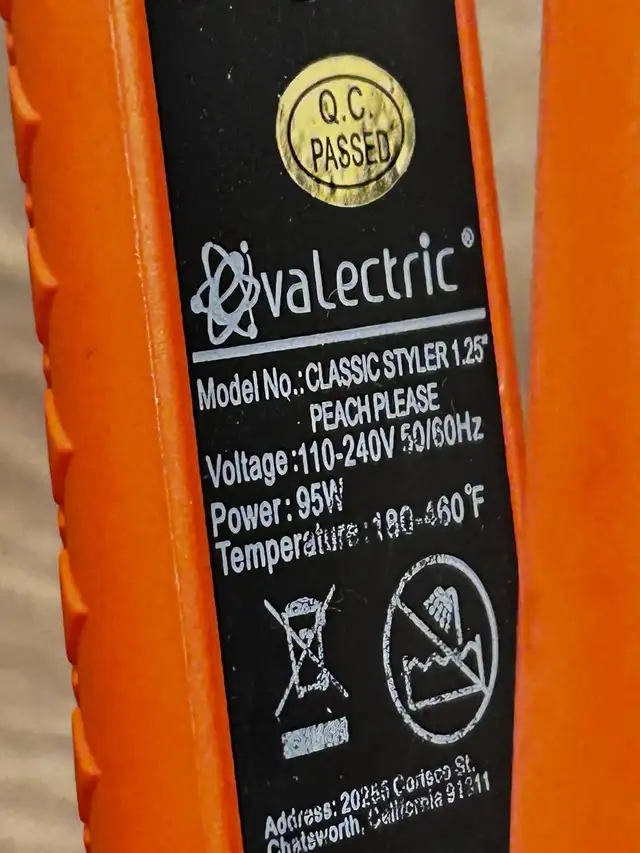 Q.C.
PASSED
evalectric®
Model No.: CLASSIC STYLER 1.25"
PEACH PLEASE
Voltage :110-240V 50/60Hz
Power : 95W
Temperature : 180-460°F
Address: 20255 Corisco St.
Chatsworth, California 91311